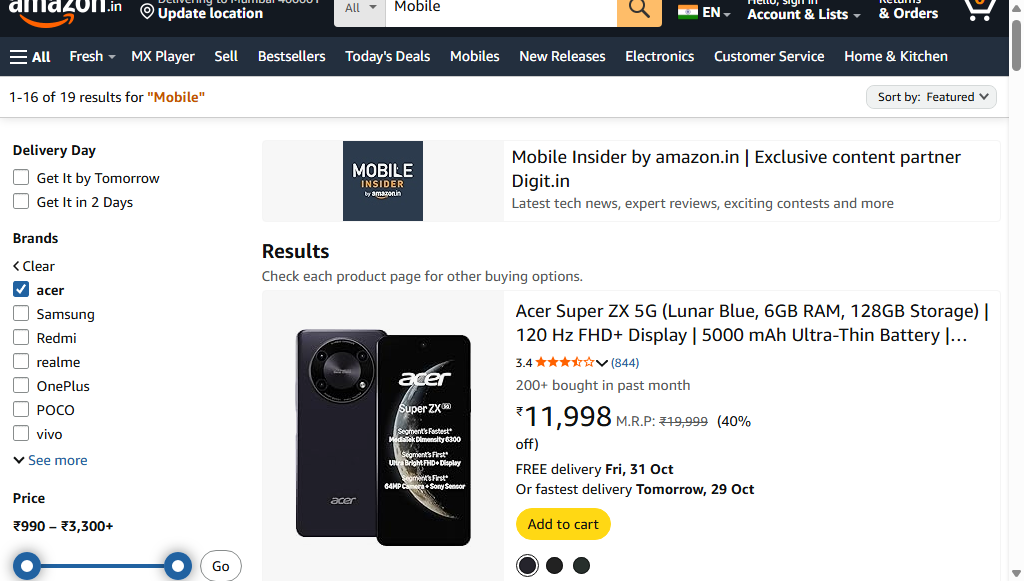 amazon.in
Delivering to Mumbai 400001
Update location
All
Mobile
EN
Hello, sign in
Account & Lists
Returns
& Orders
All
Fresh
MX Player
Sell
Bestsellers
Today's Deals
Mobiles
New Releases
Electronics
Customer Service
Home & Kitchen
1-16 of 19 results for "Mobile"
Sort by: Featured
Delivery Day
Get It by Tomorrow
Get It in 2 Days
Brands
Clear
acer
Samsung
Redmi
realme
OnePlus
POCO
vivo
See more
Price
₹990 – ₹3,300+
Go
MOBILE
INSIDER
by amazon.in
Mobile Insider by amazon.in | Exclusive content partner
Digit.in
Latest tech news, expert reviews, exciting contests and more
Results
Check each product page for other buying options.
acer
Super ZX 5G
Segment's Fastest*
MediaTek Dimensity 6300
Segment's First*
Ultra Bright FHD+ Display
Segment's First*
64MP Camera + Sony Sensor
acer
Acer Super ZX 5G (Lunar Blue, 6GB RAM, 128GB Storage) |
120 Hz FHD+ Display | 5000 mAh Ultra-Thin Battery |...
3.4 (844)
200+ bought in past month
₹11,998 M.R.P: ₹19,999 (40%
off)
FREE delivery Fri, 31 Oct
Or fastest delivery Tomorrow, 29 Oct
Add to cart